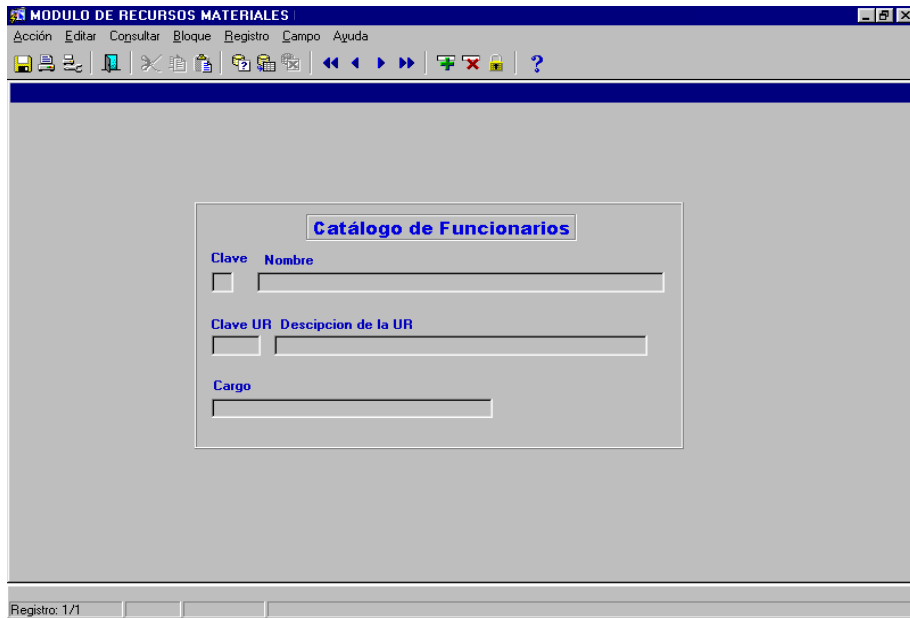 MODULO DE RECURSOS MATERIALES
Acción Editar Consultar Bloque Registro Campo Ayuda
Catálogo de Funcionarios
Clave Nombre
Clave UR Descipcion de la UR
Cargo
Registro: 1/1